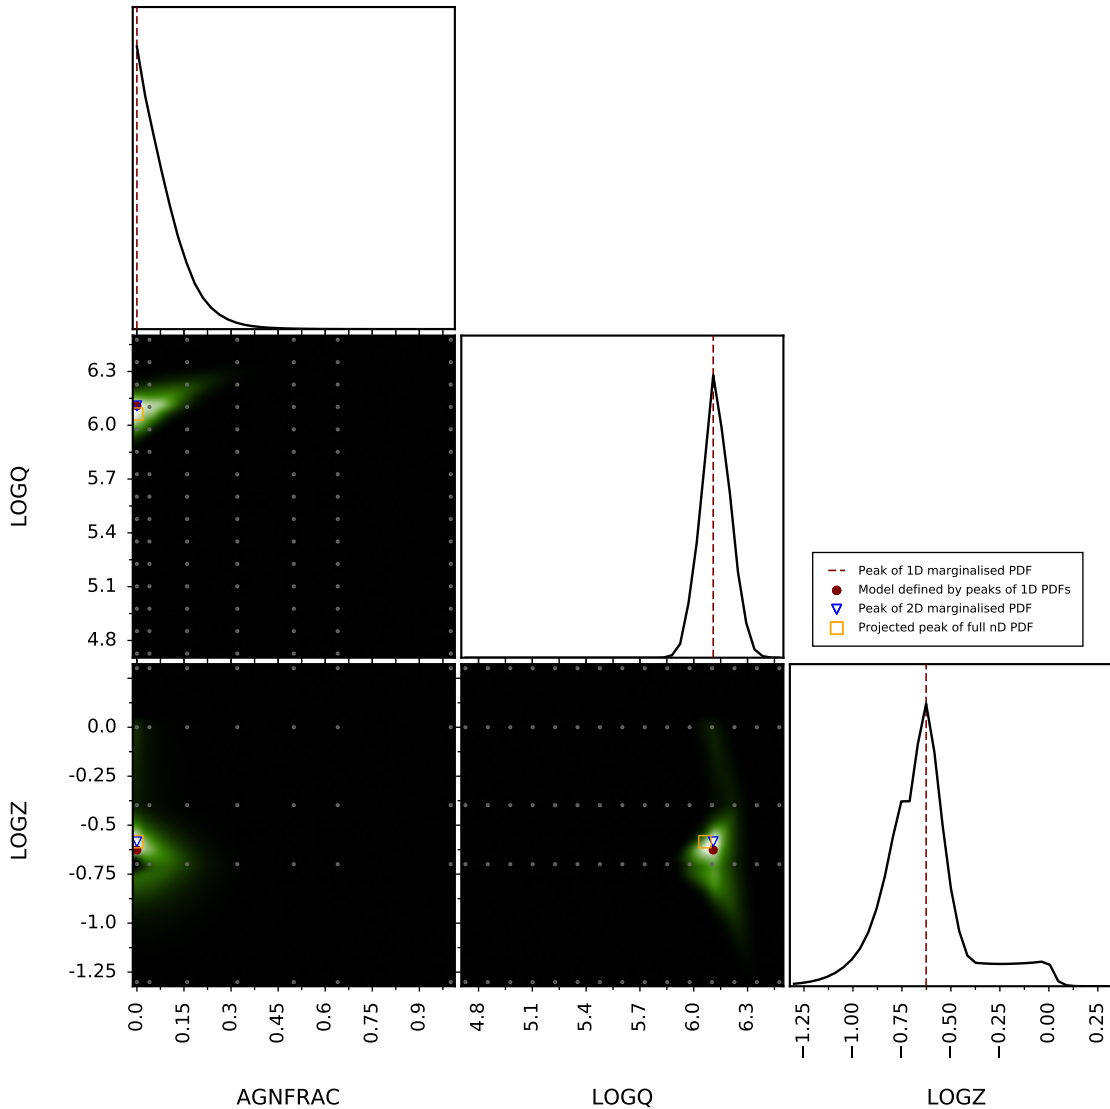 6.3
6.0
5.7
5.4
5.1
4.8
LOGQ
Peak of 1D marginalised PDF
Model defined by peaks of 1D PDFs
Peak of 2D marginalised PDF
Projected peak of full nD PDF
0.0
-0.25
-0.5
-0.75
-1.0
-1.25
LOGZ
0.0 0.15 0.3 0.45 0.6 0.75 0.9
4.8 5.1 5.4 5.7 6.0 6.3
−1.25 −1.00 −0.75 −0.50 −0.25 0.00 0.25
AGNFRAC LOGQ LOGZ